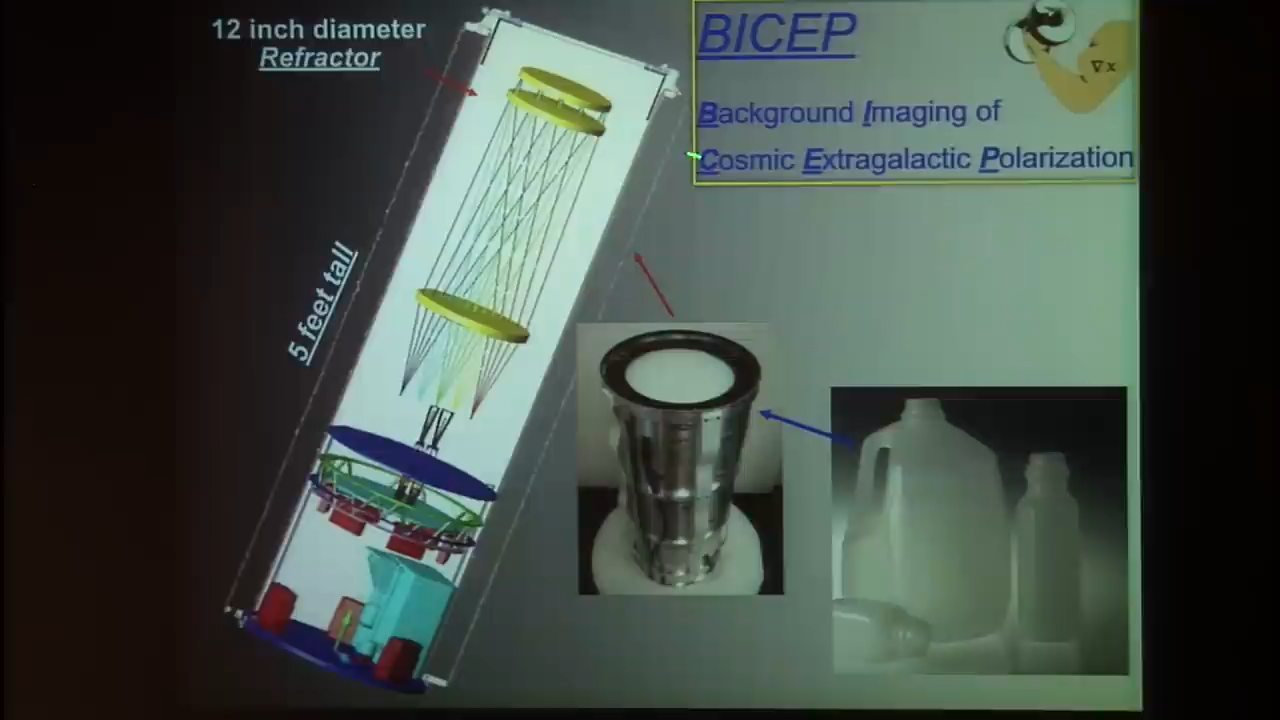 12 inch diameter
Refractor
BICEP
∇x
Background Imaging of
Cosmic Extragalactic Polarization
5 feet tall